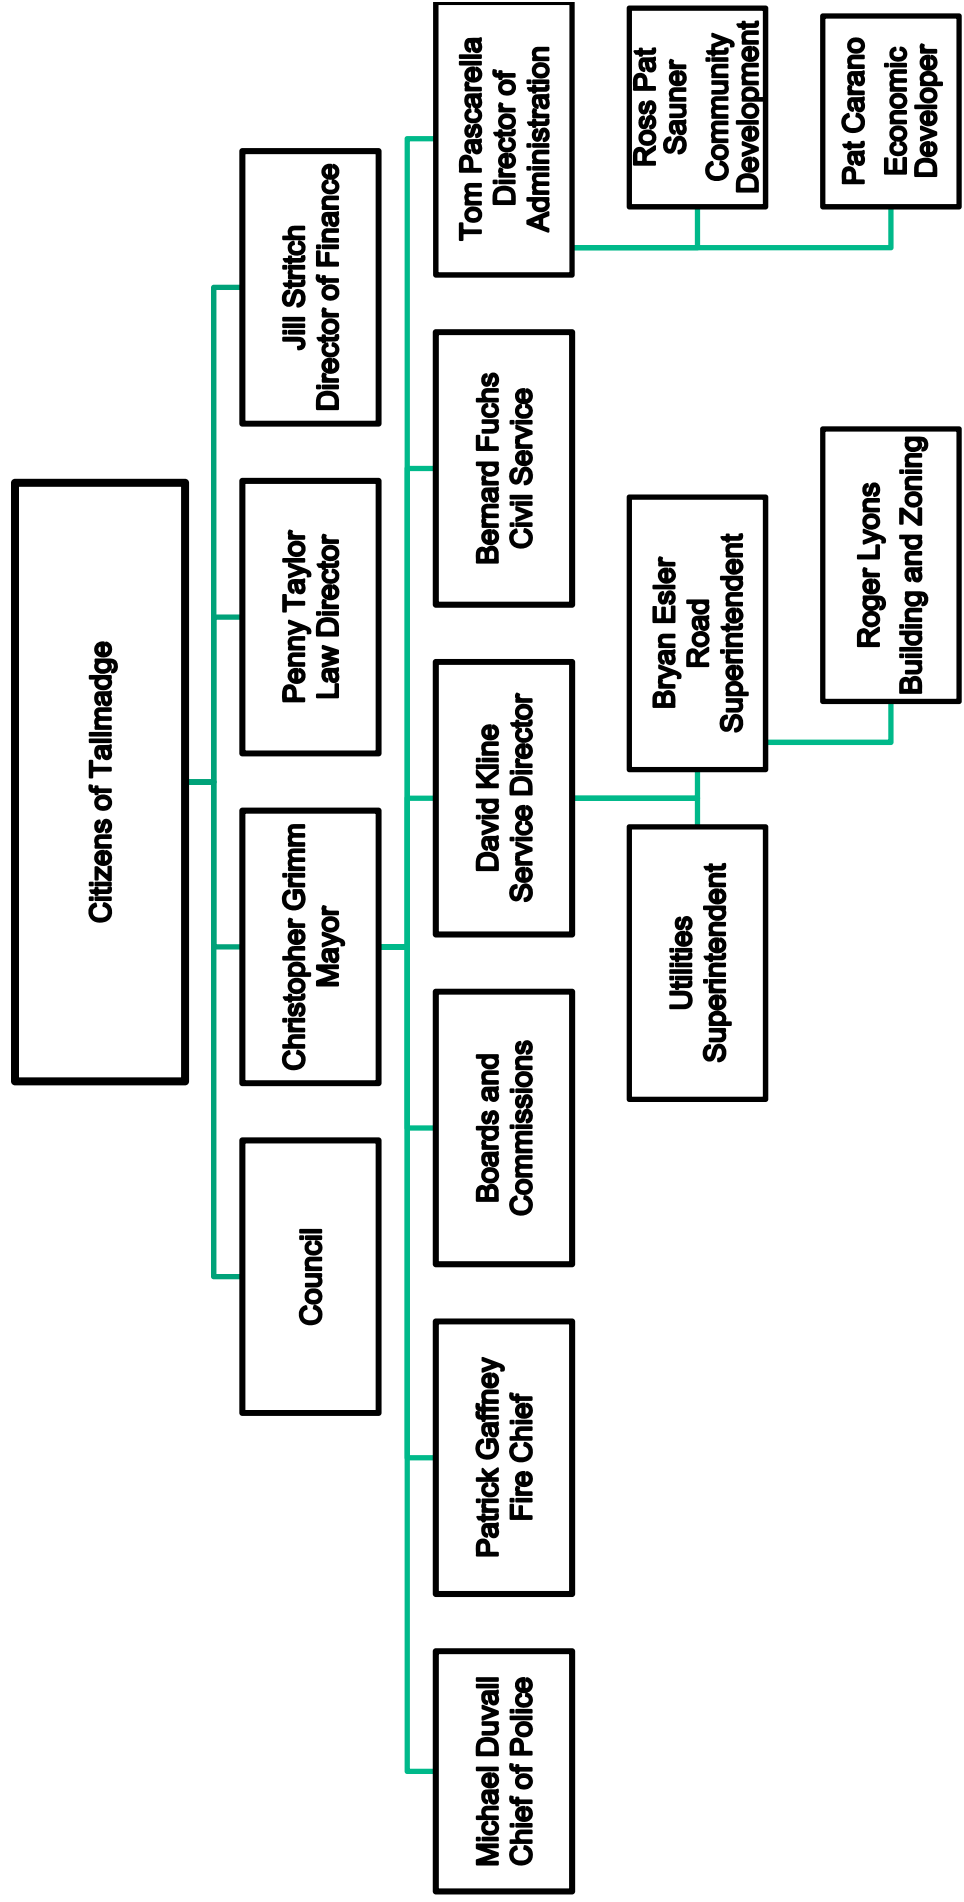 Citizens of Tallmadge
Council
Christopher Grimm
Mayor
Penny Taylor
Law Director
Jill Stritch
Director of Finance
Michael Duvall
Chief of Police
Patrick Gaffney
Fire Chief
Boards and
Commissions
David Kline
Service Director
Bernard Fuchs
Civil Service
Tom Pascarella
Director of
Administration
Utilities
Superintendent
Bryan Esler
Road
Superintendent
Ross Pat
Sauner
Community
Development
Roger Lyons
Building and Zoning
Pat Carano
Economic
Developer